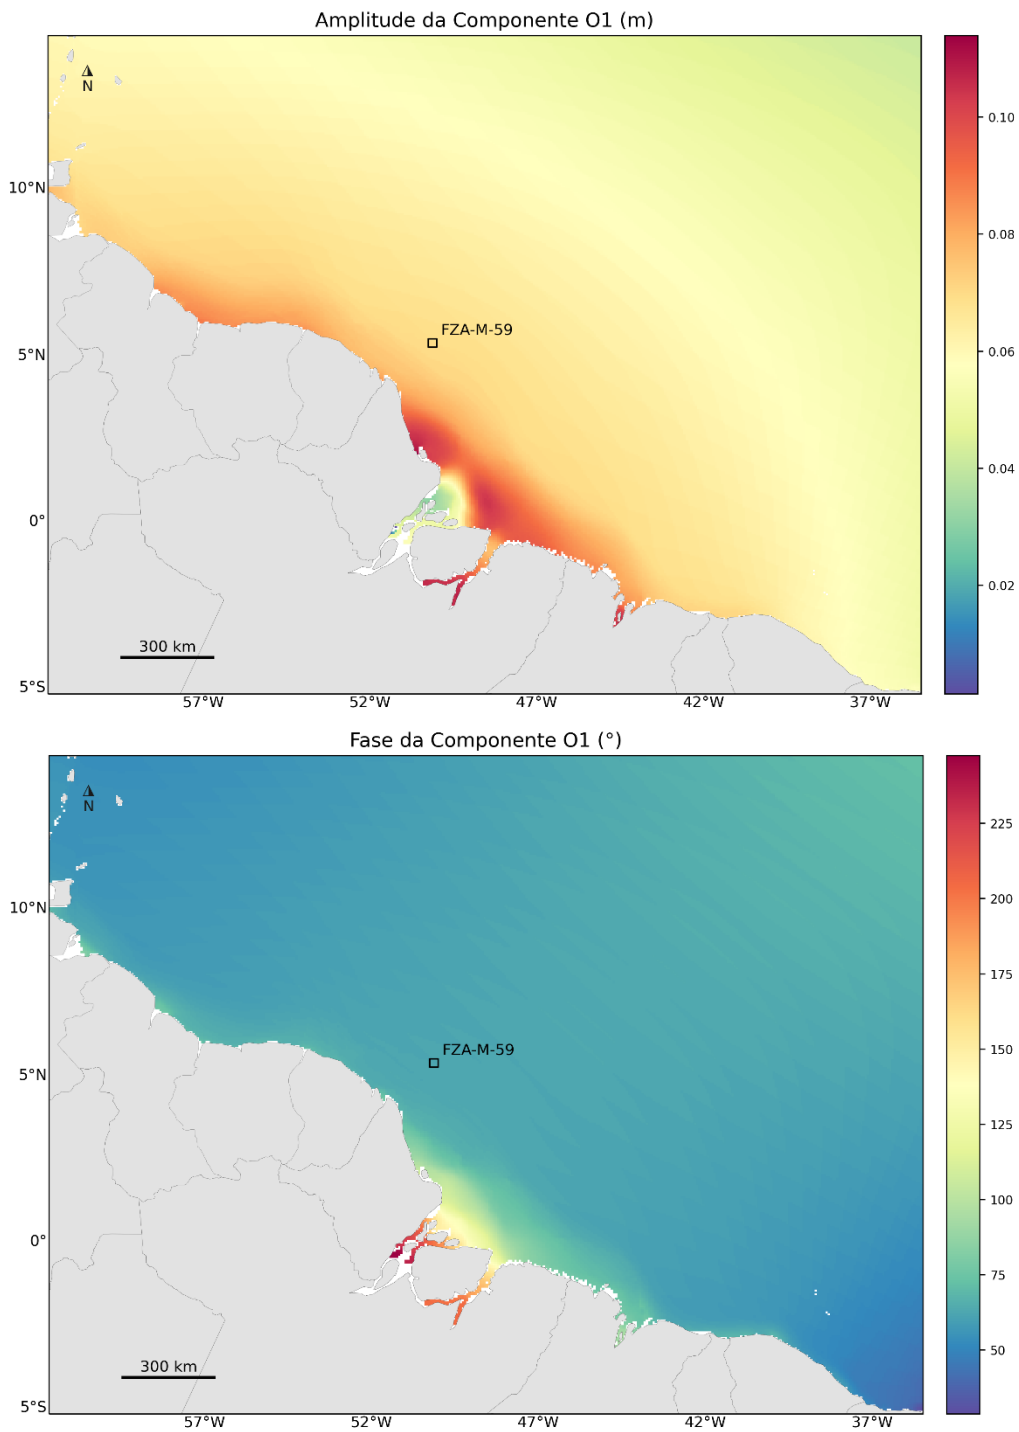 Amplitude da Componente O1 (m)
N
10°N
5°N
0°
5°S
FZA-M-59
300 km
57°W 52°W 47°W 42°W 37°W
0.10
0.08
0.06
0.04
0.02
Fase da Componente O1 (°)
N
10°N
5°N
0°
5°S
FZA-M-59
300 km
57°W 52°W 47°W 42°W 37°W
225
200
175
150
125
100
75
50